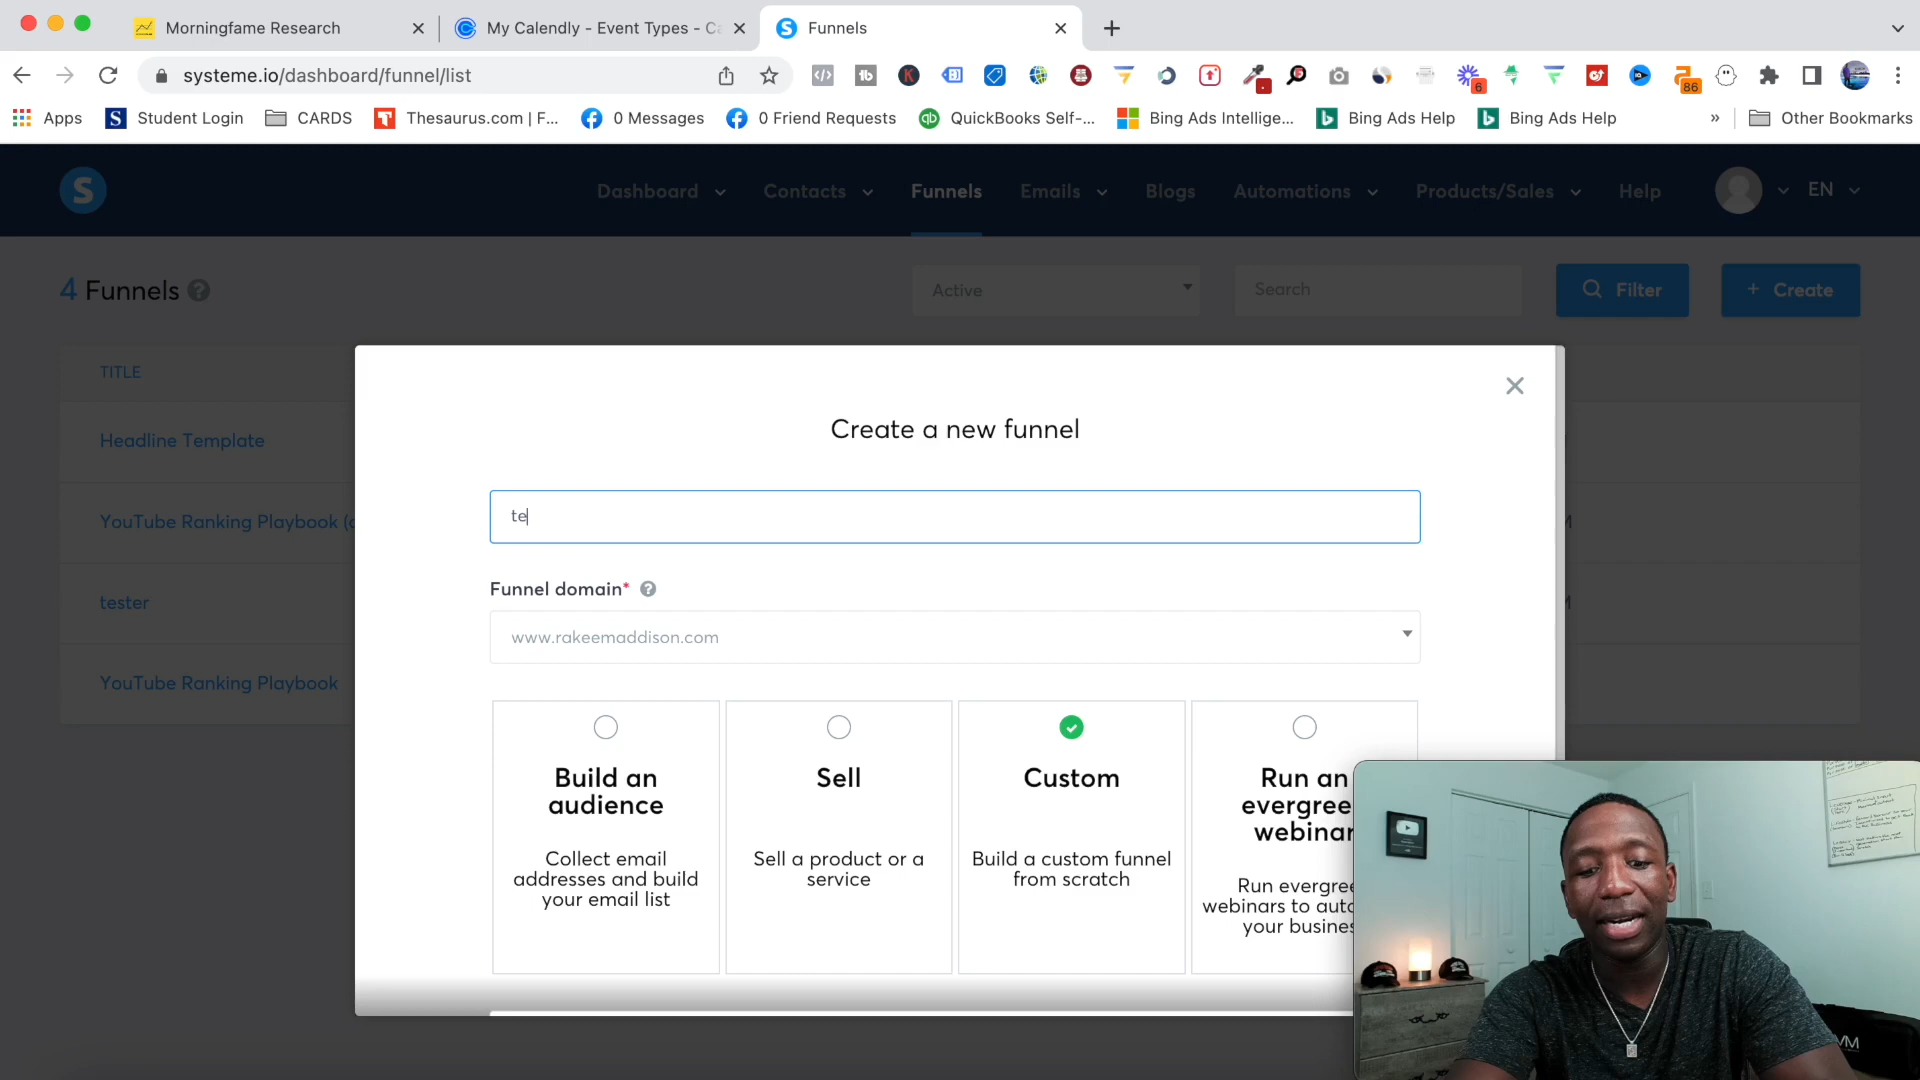 Morningfame Research
My Calendly - Event Types - Ca
Funnels
systeme.io/dashboard/funnel/list
6
86
Apps
Student Login
CARDS
Thesaurus.com | F...
0 Messages
0 Friend Requests
QuickBooks Self-...
Bing Ads Intellige...
Bing Ads Help
Bing Ads Help
»
Other Bookmarks
S
Dashboard
Contacts
Funnels
Emails
Blogs
Automations
Products/Sales
Help
EN
4 Funnels
Active
Search
Filter
+ Create
TITLE
Headline Template
YouTube Ranking Playbook (c
tester
YouTube Ranking Playbook
Create a new funnel
te
Funnel domain*
www.rakeemaddison.com
Build an
audience
Collect email
addresses and build
your email list
Sell
Sell a product or a
service
Custom
Build a custom funnel
from scratch
Run an
evergree
webinar
Run evergree
webinars to auto
your busines